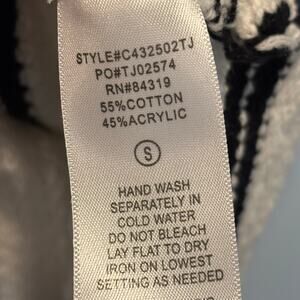 STYLE#C432502TJ
PO#TJ02574
RN#84319
55%COTTON
45%ACRYLIC
S
HAND WASH
SEPARATELY IN
COLD WATER
DO NOT BLEACH
LAY FLAT TO DRY
IRON ON LOWEST
SETTING AS NEEDED